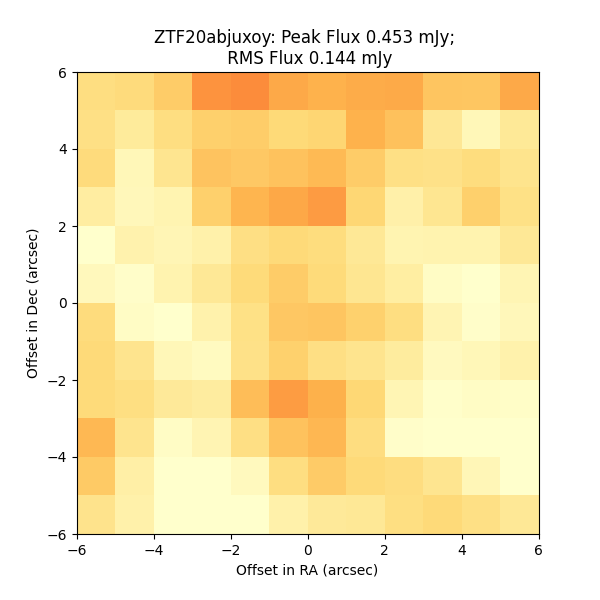 ZTF20abjuxoy: Peak Flux 0.453 mJy;
RMS Flux 0.144 mJy
6
4
2
0
−2
−4
−6
Offset in Dec (arcsec)
−6 −4 −2 0 2 4 6
Offset in RA (arcsec)